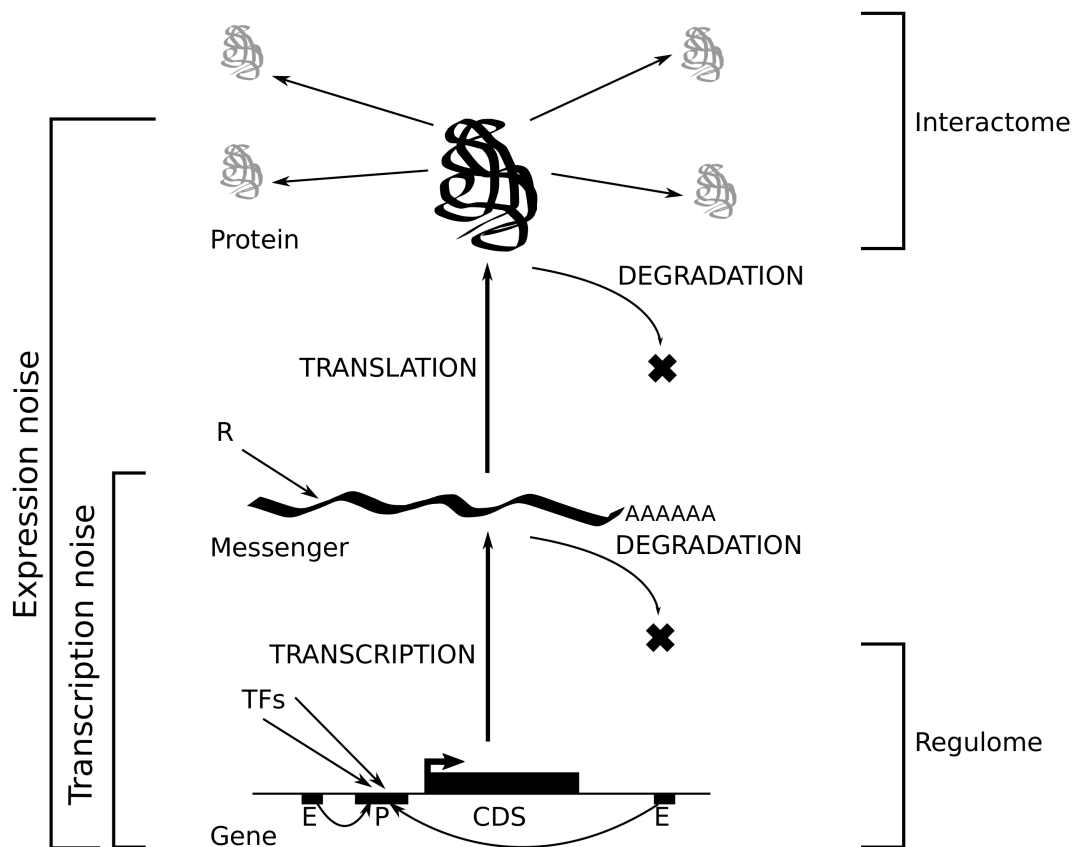 Interactome
Protein
DEGRADATION
TRANSLATION
Expression noise
R
Transcription noise
AAAAAA
Messenger
DEGRADATION
TRANSCRIPTION
TFs
Regulome
E
P
CDS
E
Gene